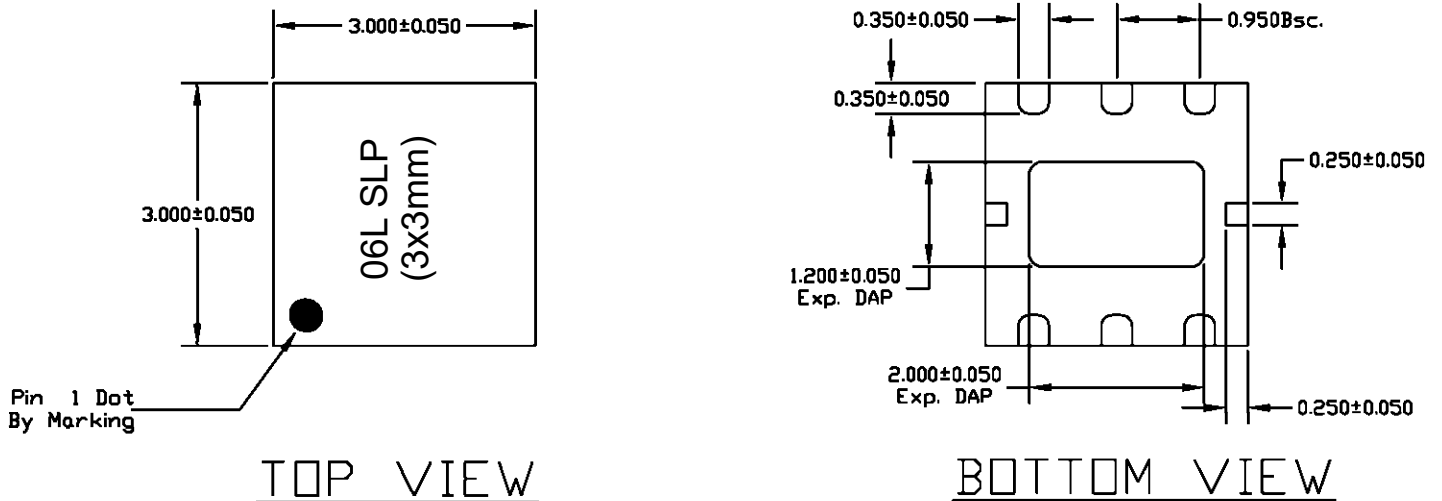 3.000±0.050
3.000±0.050
06L SLP
(3x3mm)
Pin 1 Dot
By Marking
TOP VIEW
0.350±0.050
0.950Bsc.
0.350±0.050
0.250±0.050
1.200±0.050
Exp. DAP
2.000±0.050
Exp. DAP
0.250±0.050
BOTTOM VIEW